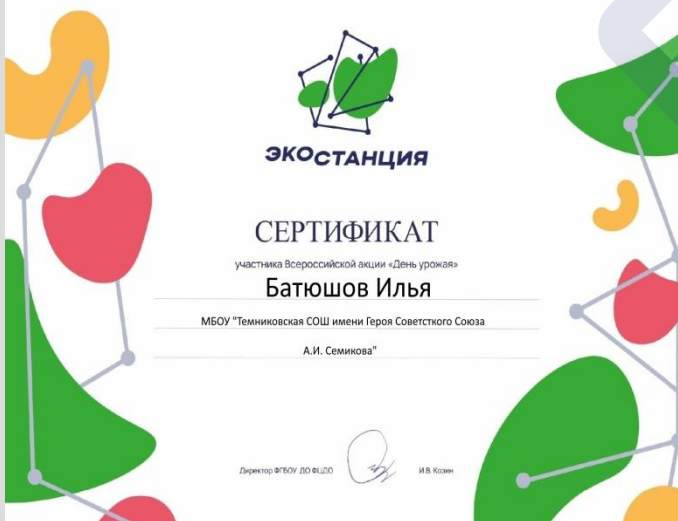 ЭКОСТАНЦИЯ
СЕРТИФИКАТ
участника Всероссийской акции «День урожая»
Батюшов Илья
МБОУ "Темниковская СОШ имени Героя Советсткого Союза
А.И. Семикова"
Директор ФГБОУ ДО ФЦДО И.В. Козин